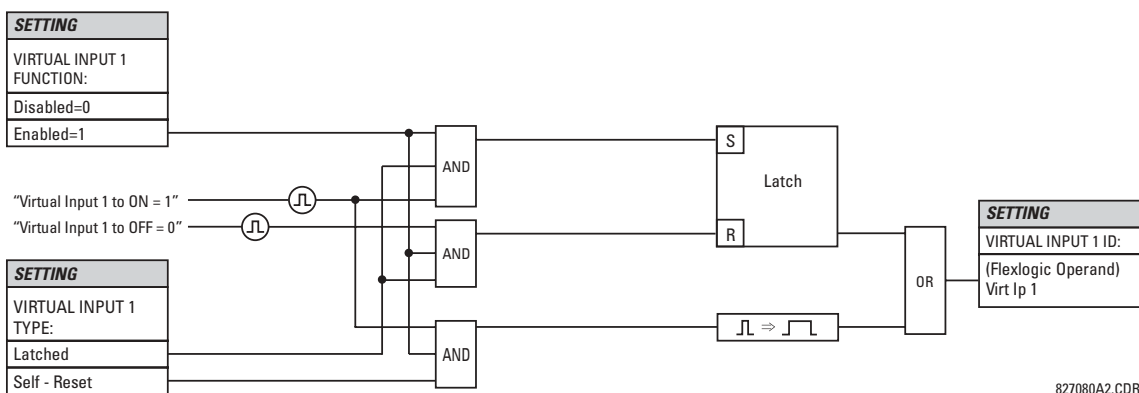 SETTING
VIRTUAL INPUT 1
FUNCTION:
Disabled=0
Enabled=1
“Virtual Input 1 to ON = 1”
“Virtual Input 1 to OFF = 0”
SETTING
VIRTUAL INPUT 1
TYPE:
Latched
Self - Reset
AND
AND
AND
S
Latch
R
OR
SETTING
VIRTUAL INPUT 1 ID:
(Flexlogic Operand)
Virt Ip 1
827080A2.CDR